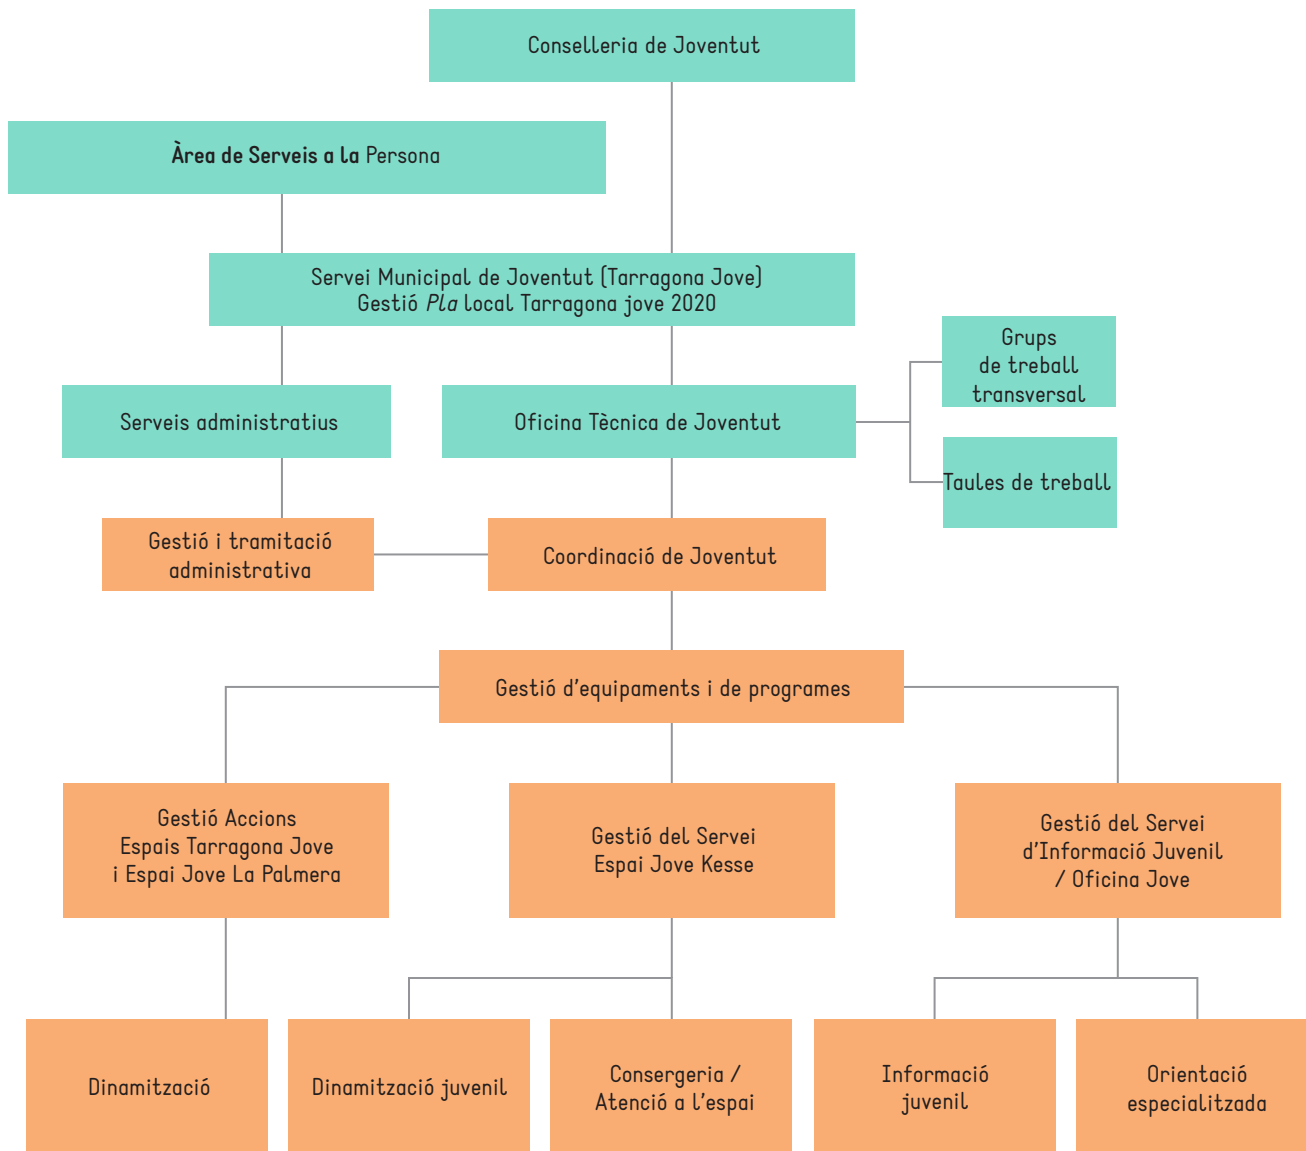 Conselleria de Joventut
Àrea de Serveis a la Persona
Servei Municipal de Joventut (Tarragona Jove)
Gestió Pla local Tarragona jove 2020
Grups
de treball
transversal
Serveis administratius
Oficina Tècnica de Joventut
Taules de treball
Gestió i tramitació
administrativa
Coordinació de Joventut
Gestió d'equipaments i de programes
Gestió Accions
Espais Tarragona Jove
i Espai Jove La Palmera
Gestió del Servei
Espai Jove Kesse
Gestió del Servei
d'Informació Juvenil
/ Oficina Jove
Dinamització
Dinamització juvenil
Consergeria /
Atenció a l'espai
Informació
juvenil
Orientació
especialitzada